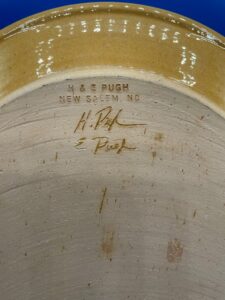 H & E PUGH
NEW SALEM, NC
H. Pugh
E Pugh